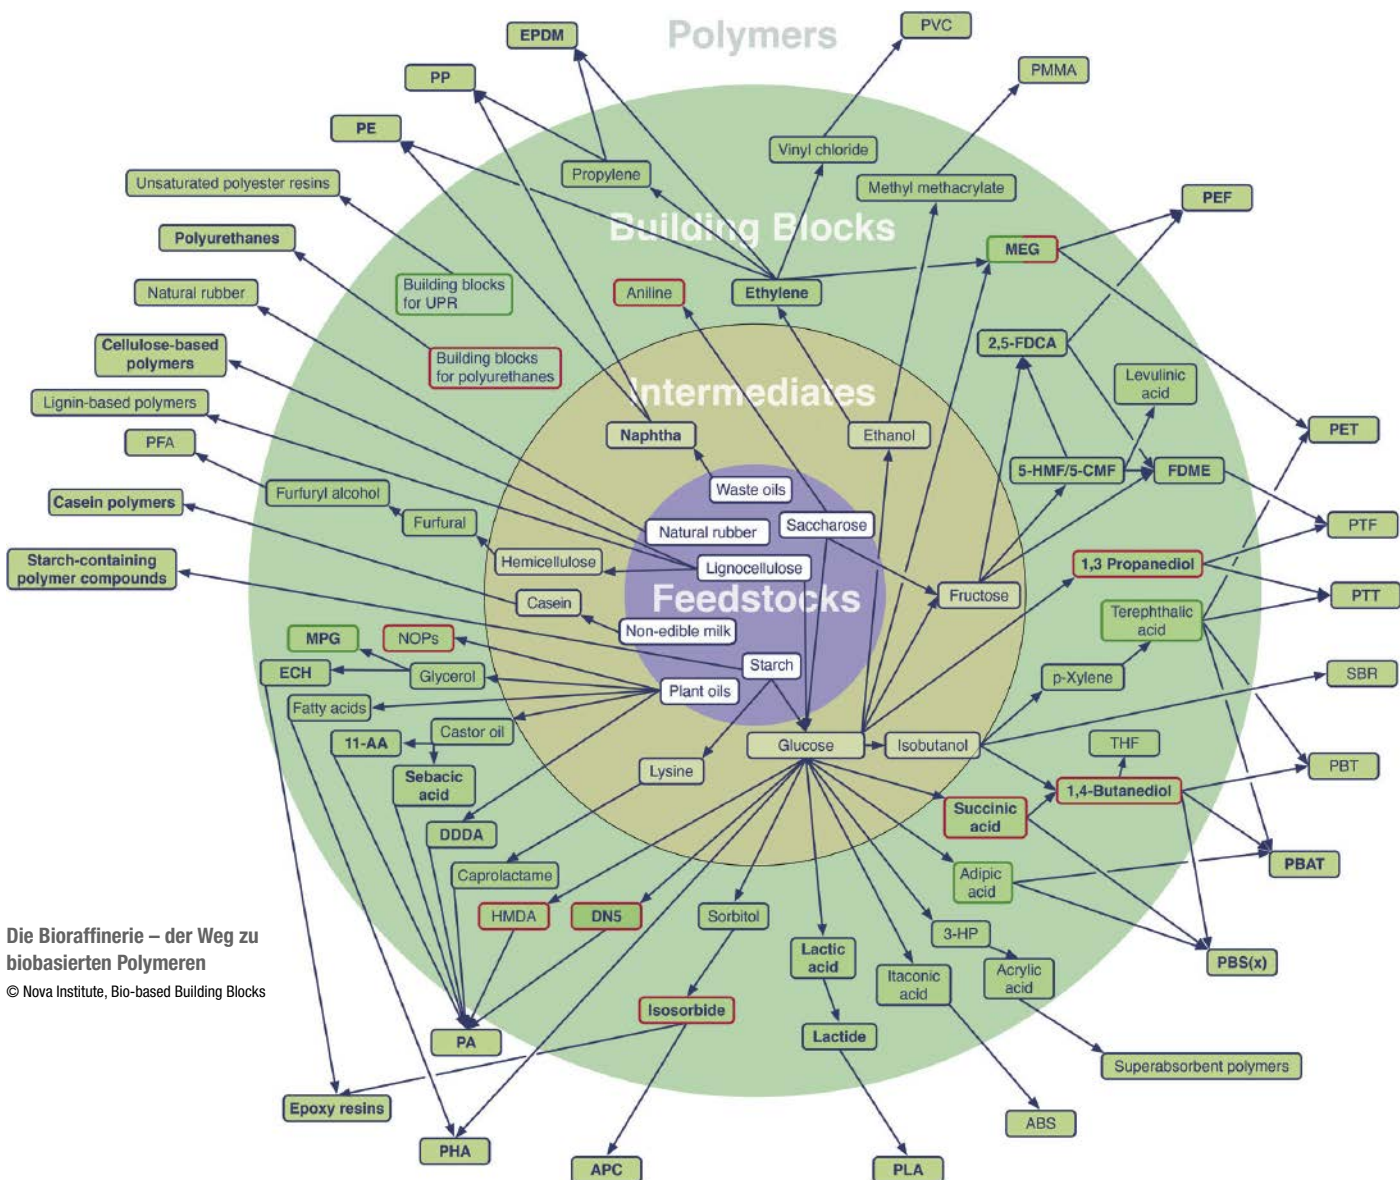 Polymers
PVC
EPDM
PMMA
PP
PE
Vinyl chloride
Propylene
Unsaturated polyester resins
Methyl methacrylate
PEF
Building Blocks
Polyurethanes
MEG
Building blocks
for UPR
Natural rubber
Aniline
Ethylene
2,5-FDCA
Cellulose-based
polymers
Building blocks
for polyurethanes
Levulinic
acid
Intermediates
Lignin-based polymers
Naphtha
Ethanol
PET
PFA
5-HMF/5-CMF
FDME
Waste oils
Furfuryl alcohol
Casein polymers
Furfural
Natural rubber
Saccharose
PTF
Starch-containing
polymer compounds
Hemicellulose
Lignocellulose
1,3 Propanediol
Feedstocks
Fructose
PTT
Casein
Terephthalic
acid
Non-edible milk
MPG
NOPs
ECH
Glycerol
Starch
p-Xylene
SBR
Plant oils
Fatty acids
Castor oil
11-AA
Glucose
Isobutanol
THF
Sebacic
acid
Lysine
PBT
1,4-Butanediol
Succinic
acid
DDDA
PBAT
Caprolactame
Adipic
acid
HMDA
DN5
Sorbitol
3-HP
Die Bioraffinerie – der Weg zu
biobasierten Polymeren
© Nova Institute, Bio-based Building Blocks
Lactic
acid
Itaconic
acid
Acrylic
acid
PBS(x)
Isosorbide
PA
Lactide
Superabsorbent polymers
Epoxy resins
ABS
PHA
APC
PLA